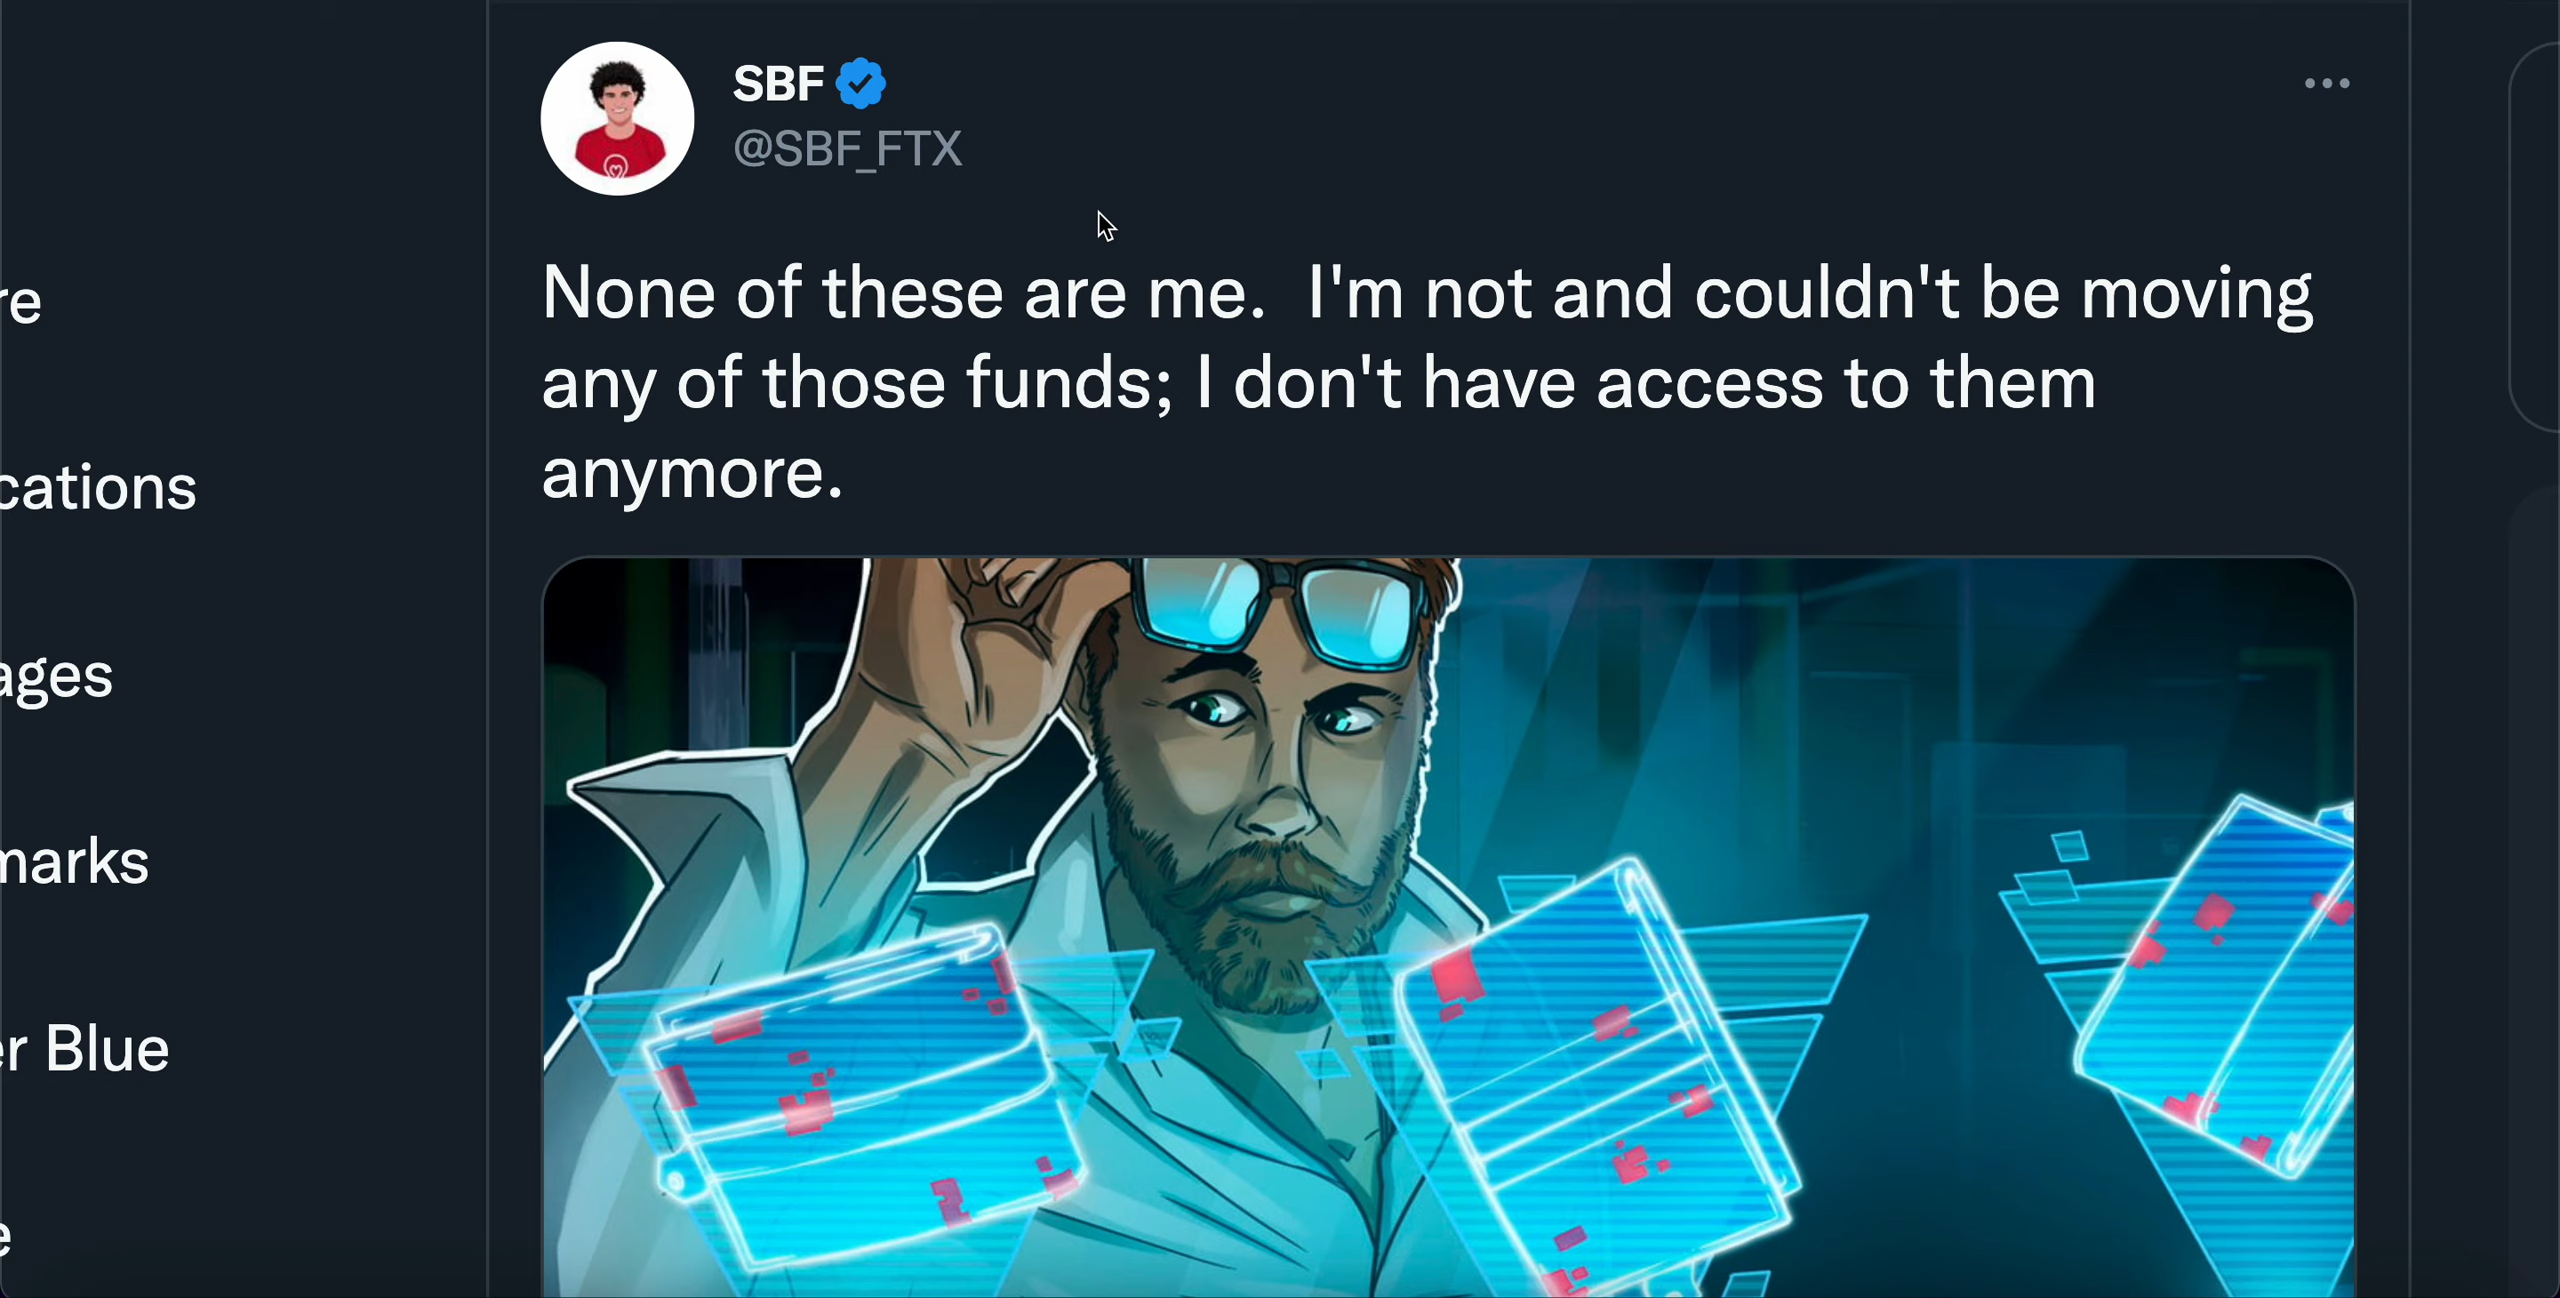 SBF
@SBF_FTX
None of these are me.  I'm not and couldn't be moving
any of those funds; I don't have access to them
anymore.
re
cations
ages
marks
er Blue
e